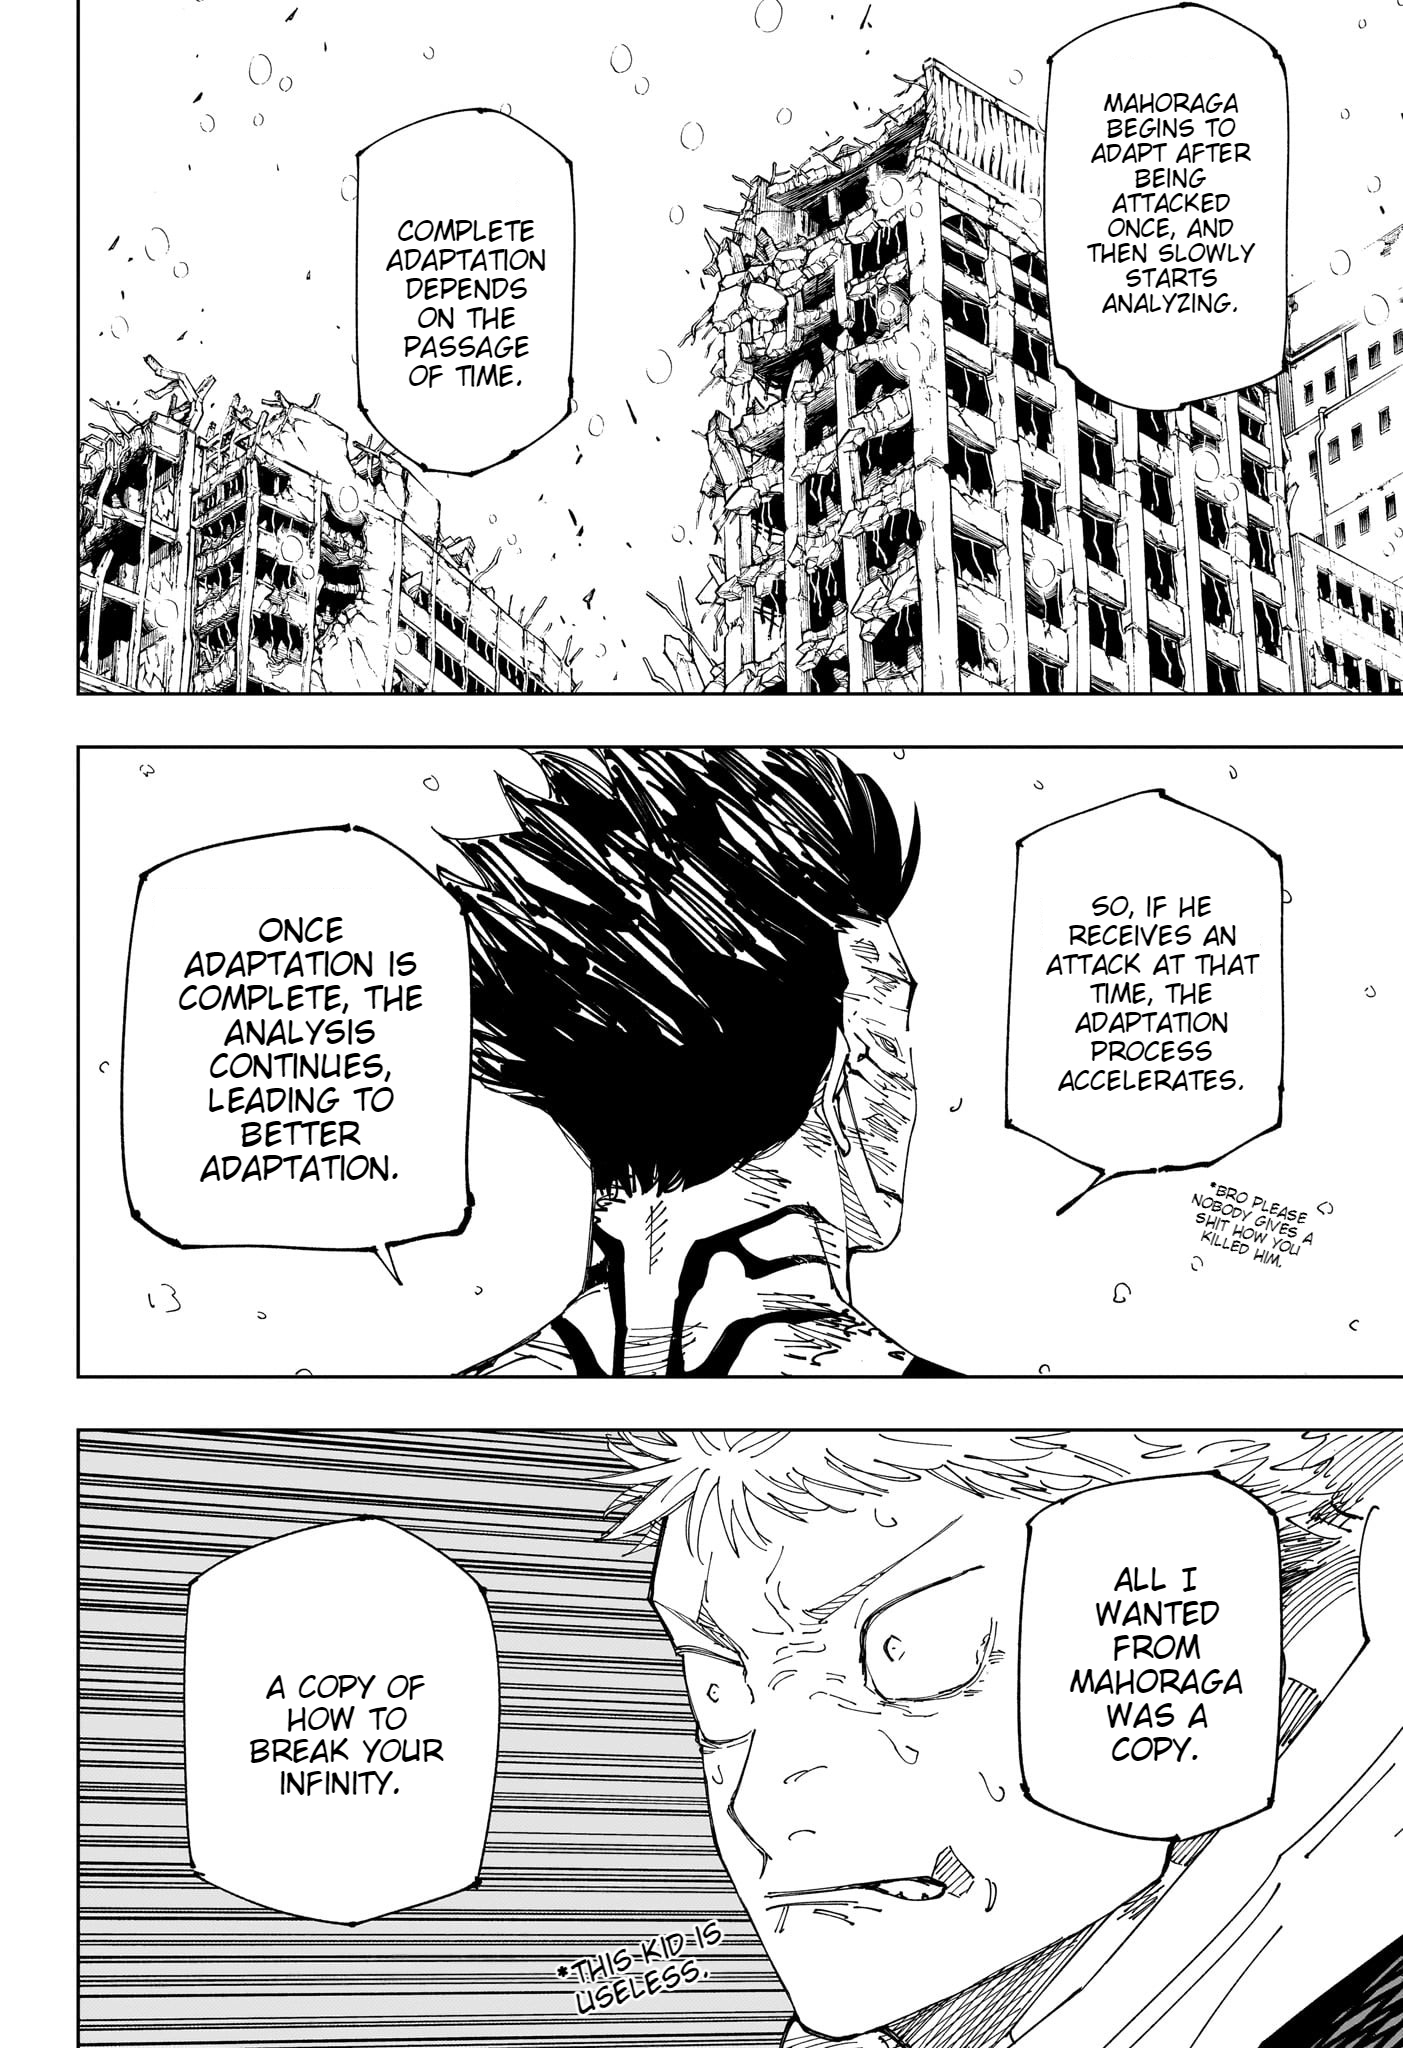 MAHORAGA
BEGINS TO
ADAPT AFTER
BEING
ATTACKED
ONCE, AND
THEN SLOWLY
STARTS
ANALYZING.
COMPLETE
ADAPTATION
DEPENDS
ON THE
PASSAGE
OF TIME.
SO, IF HE
RECEIVES AN
ATTACK AT THAT
TIME, THE
ADAPTATION
PROCESS
ACCELERATES.
*BRO PLEASE
NOBODY GIVES A
SHIT HOW YOU
KILLED HIM.
ONCE
ADAPTATION IS
COMPLETE, THE
ANALYSIS
CONTINUES,
LEADING TO
BETTER
ADAPTATION.
ALL I
WANTED
FROM
MAHORAGA
WAS A
COPY.
A COPY OF
HOW TO
BREAK YOUR
INFINITY.
*THIS KID IS
USELESS.